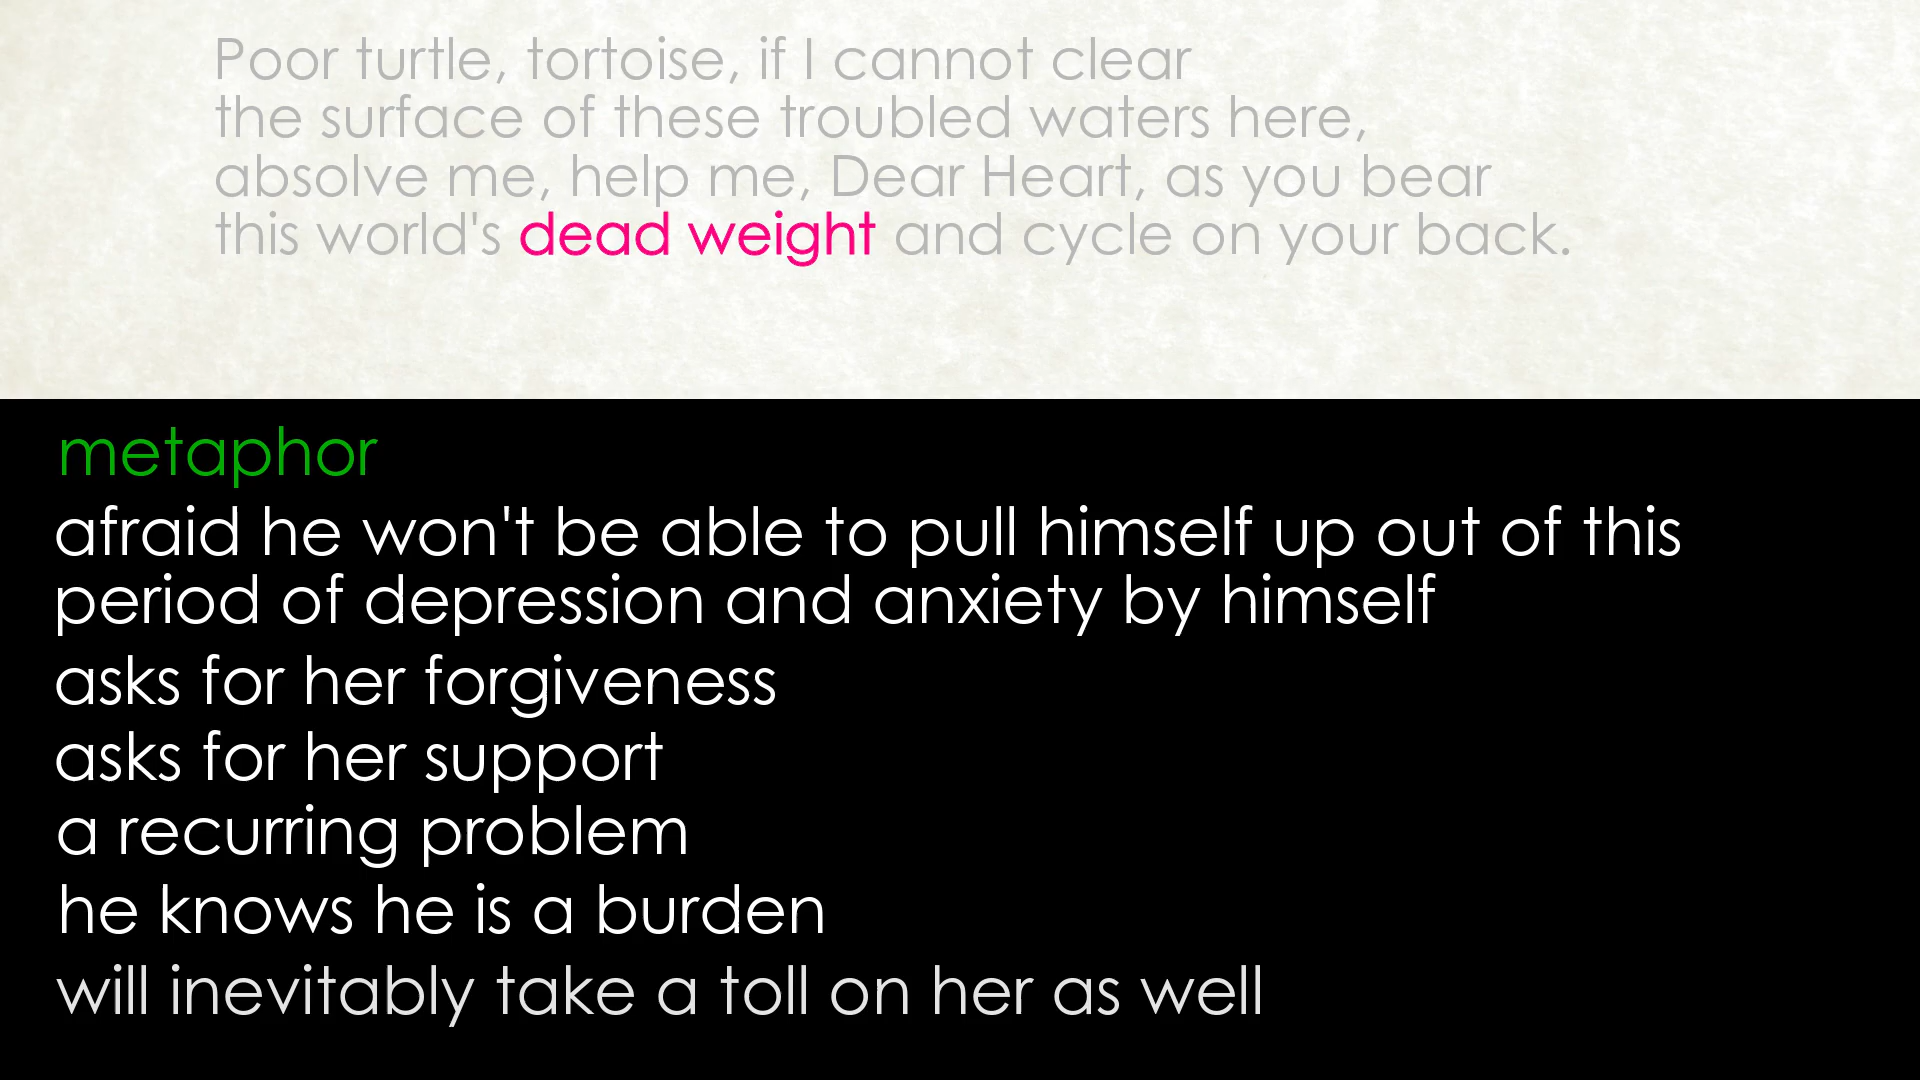 Poor turtle, tortoise, if I cannot clear
the surface of these troubled waters here,
absolve me, help me, Dear Heart, as you bear
this world's dead weight and cycle on your back.
metaphor
afraid he won't be able to pull himself up out of this
period of depression and anxiety by himself
asks for her forgiveness
asks for her support
a recurring problem
he knows he is a burden
will inevitably take a toll on her as well